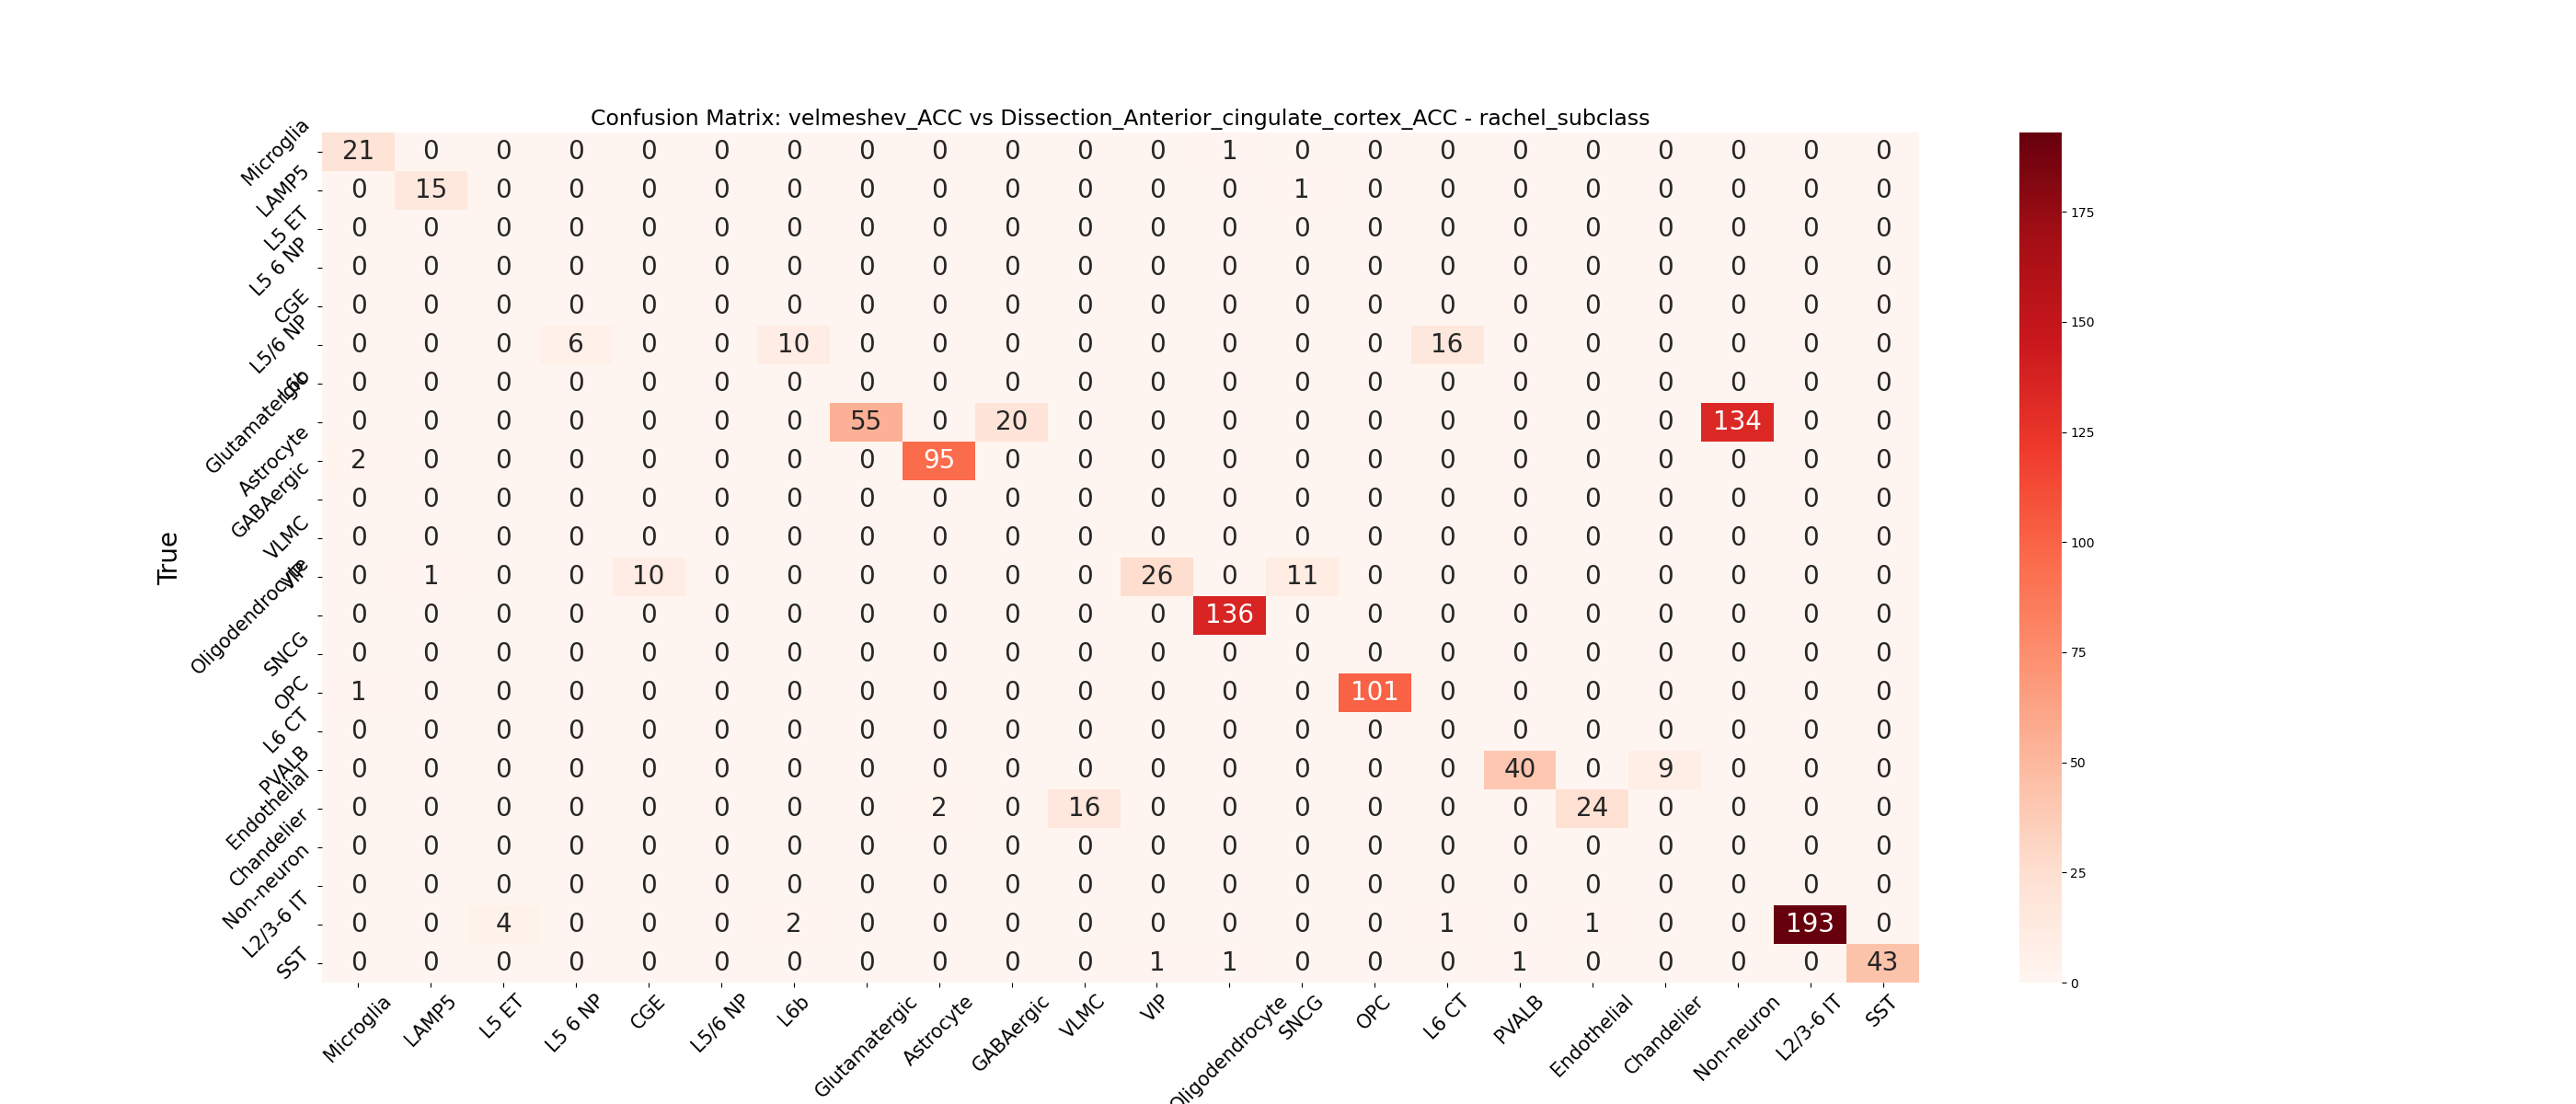 Confusion Matrix: velmeshev_ACC vs Dissection_Anterior_cingulate_cortex_ACC - rachel_subclass
True
Microglia 21 0 0 0 0 0 0 0 0 0 0 0 1 0 0 0 0 0 0 0 0 0
LAMP5 0 15 0 0 0 0 0 0 0 0 0 0 0 1 0 0 0 0 0 0 0 0
L5 ET 0 0 0 0 0 0 0 0 0 0 0 0 0 0 0 0 0 0 0 0 0 0
L5 6 NP 0 0 0 0 0 0 0 0 0 0 0 0 0 0 0 0 0 0 0 0 0 0
CGE 0 0 0 0 0 0 0 0 0 0 0 0 0 0 0 0 0 0 0 0 0 0
L5/6 NP 0 0 0 6 0 0 10 0 0 0 0 0 0 0 0 16 0 0 0 0 0 0
L6b 0 0 0 0 0 0 0 0 0 0 0 0 0 0 0 0 0 0 0 0 0 0
Glutamatergic 0 0 0 0 0 0 0 55 0 20 0 0 0 0 0 0 0 0 0 134 0 0
Astrocyte 2 0 0 0 0 0 0 0 95 0 0 0 0 0 0 0 0 0 0 0 0 0
GABAergic 0 0 0 0 0 0 0 0 0 0 0 0 0 0 0 0 0 0 0 0 0 0
VLMC 0 0 0 0 0 0 0 0 0 0 0 0 0 0 0 0 0 0 0 0 0 0
VIP 0 1 0 0 10 0 0 0 0 0 0 26 0 11 0 0 0 0 0 0 0 0
Oligodendrocyte 0 0 0 0 0 0 0 0 0 0 0 0 136 0 0 0 0 0 0 0 0 0
SNCG 0 0 0 0 0 0 0 0 0 0 0 0 0 0 0 0 0 0 0 0 0 0
OPC 1 0 0 0 0 0 0 0 0 0 0 0 0 0 101 0 0 0 0 0 0 0
L6 CT 0 0 0 0 0 0 0 0 0 0 0 0 0 0 0 0 0 0 0 0 0 0
PVALB 0 0 0 0 0 0 0 0 0 0 0 0 0 0 0 0 40 0 9 0 0 0
Endothelial 0 0 0 0 0 0 0 0 2 0 16 0 0 0 0 0 0 24 0 0 0 0
Chandelier 0 0 0 0 0 0 0 0 0 0 0 0 0 0 0 0 0 0 0 0 0 0
Non-neuron 0 0 0 0 0 0 0 0 0 0 0 0 0 0 0 0 0 0 0 0 0 0
L2/3-6 IT 0 0 4 0 0 0 2 0 0 0 0 0 0 0 0 1 0 1 0 0 193 0
SST 0 0 0 0 0 0 0 0 0 0 0 1 1 0 0 0 1 0 0 0 0 43
Microglia LAMP5 L5 ET L5 6 NP CGE L5/6 NP L6b Glutamatergic Astrocyte GABAergic VLMC VIP Oligodendrocyte SNCG OPC L6 CT PVALB Endothelial Chandelier Non-neuron L2/3-6 IT SST
175
150
125
100
75
50
25
0